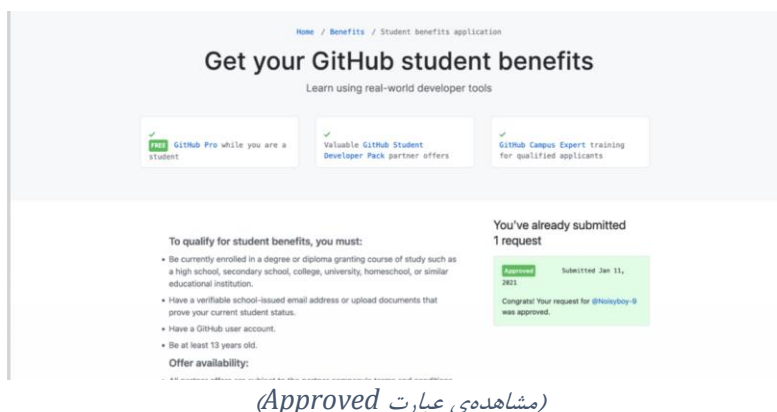 Home / Benefits / Student benefits application
Get your GitHub student benefits
Learn using real-world developer tools
FREE GitHub Pro while you are a
student
Valuable GitHub Student
Developer Pack partner offers
GitHub Campus Expert training
for qualified applicants
To qualify for student benefits, you must:
• Be currently enrolled in a degree or diploma granting course of study such as
a high school, secondary school, college, university, homeschool, or similar
educational institution.
• Have a verifiable school-issued email address or upload documents that
prove your current student status.
• Have a GitHub user account.
• Be at least 13 years old.
Offer availability:
You've already submitted
1 request
Approved Submitted Jan 11,
2021
Congrats! Your request for @Noisyboy-9
was approved.
(مشاهده‌ی عبارت Approved)